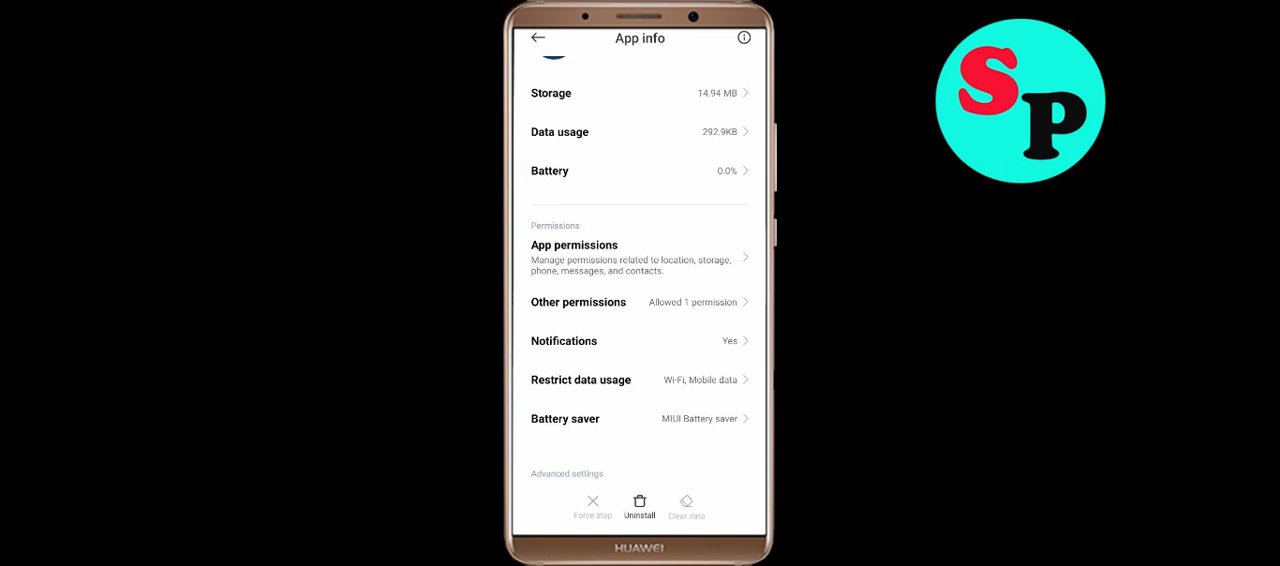 App info
Storage 14.94 MB
Data usage 292.9KB
Battery 0.0%
Permissions
App permissions
Manage permissions related to location, storage,
phone, messages, and contacts.
Other permissions Allowed 1 permission
Notifications Yes
Restrict data usage Wi-Fi, Mobile data
Battery saver MIUI Battery saver
Advanced settings
Force stop Uninstall Clear data
HUAWEI
SP